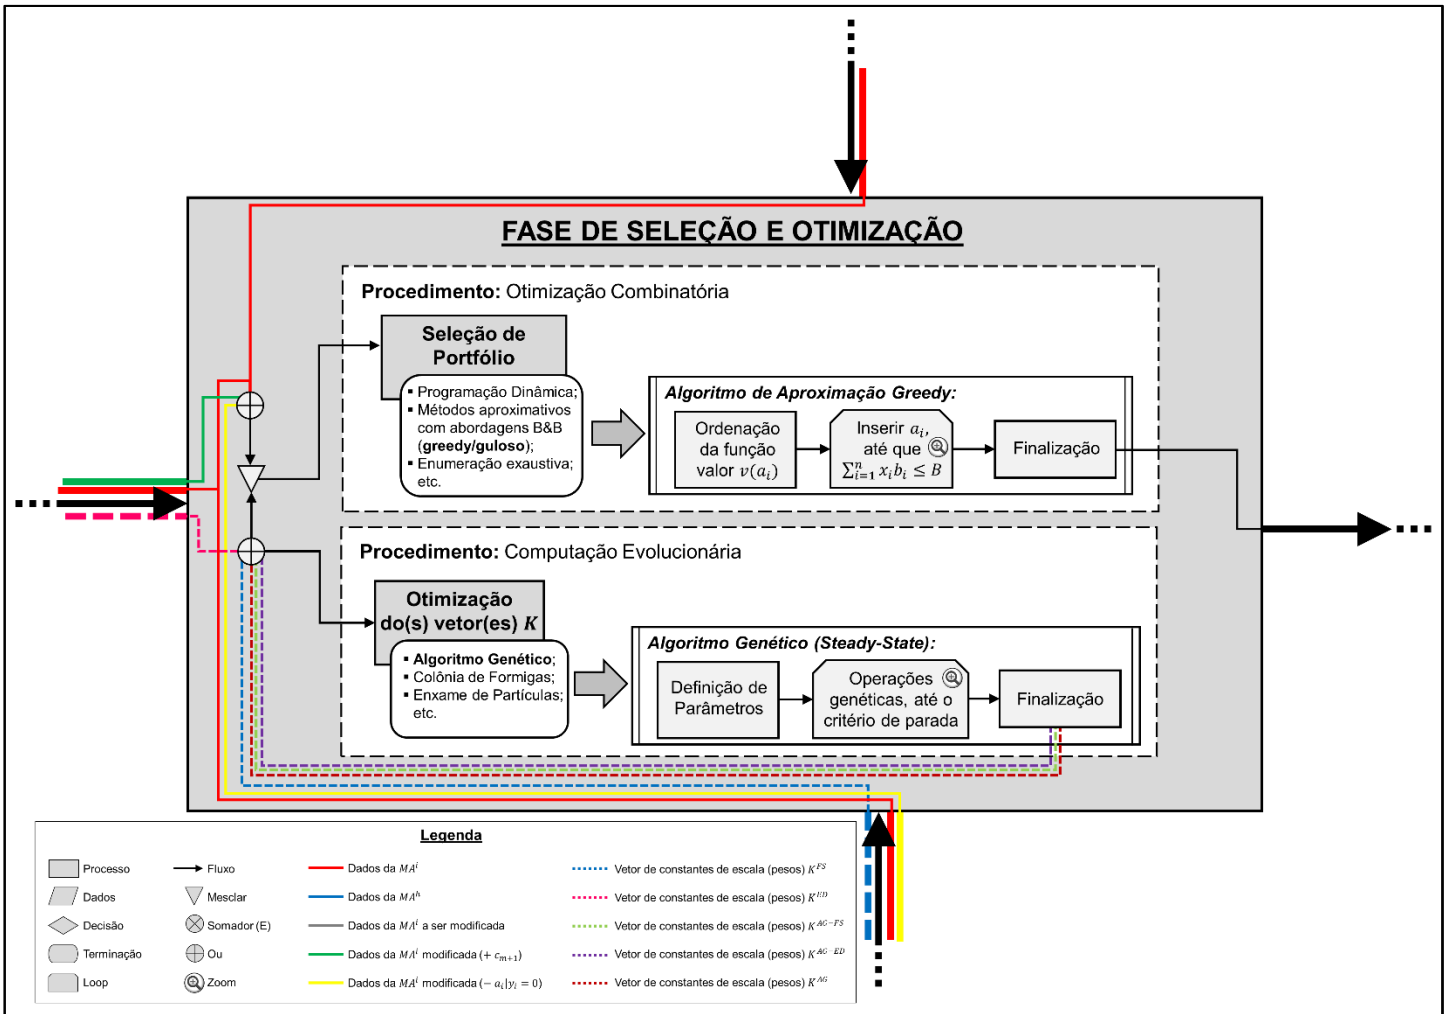 FASE DE SELEÇÃO E OTIMIZAÇÃO
Procedimento: Otimização Combinatória
Seleção de
Portfólio
▪ Programação Dinâmica;
▪ Métodos aproximativos
com abordagens B&B
(greedy/guloso);
▪ Enumeração exaustiva;
etc.
Algoritmo de Aproximação Greedy:
Ordenação
da função
valor v(aᵢ)
Inserir aᵢ,
até que
∑ⁿᵢ₌₁ xᵢbᵢ ≤ B
Finalização
Procedimento: Computação Evolucionária
Otimização
do(s) vetor(es) K
▪ Algoritmo Genético;
▪ Colônia de Formigas;
▪ Enxame de Partículas;
etc.
Algoritmo Genético (Steady-State):
Definição de
Parâmetros
Operações
genéticas, até o
critério de parada
Finalização
Legenda
Processo
Dados
Decisão
Terminação
Loop
Fluxo
Mesclar
Somador (E)
Ou
Zoom
Dados da MAⁱ
Dados da MAʰ
Dados da MAⁱ a ser modificada
Dados da MAⁱ modificada (+ cₘ₊₁)
Dados da MAⁱ modificada (− aᵢ|yᵢ = 0)
Vetor de constantes de escala (pesos) K^FS
Vetor de constantes de escala (pesos) K^ED
Vetor de constantes de escala (pesos) K^AG−FS
Vetor de constantes de escala (pesos) K^AG−ED
Vetor de constantes de escala (pesos) K^AG